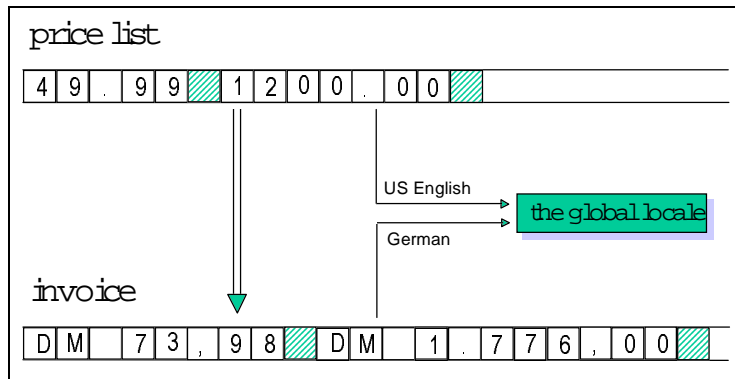 price list
49.99 1200.00
US English
the global locale
German
invoice
DM 73,98 DM 1.776,00